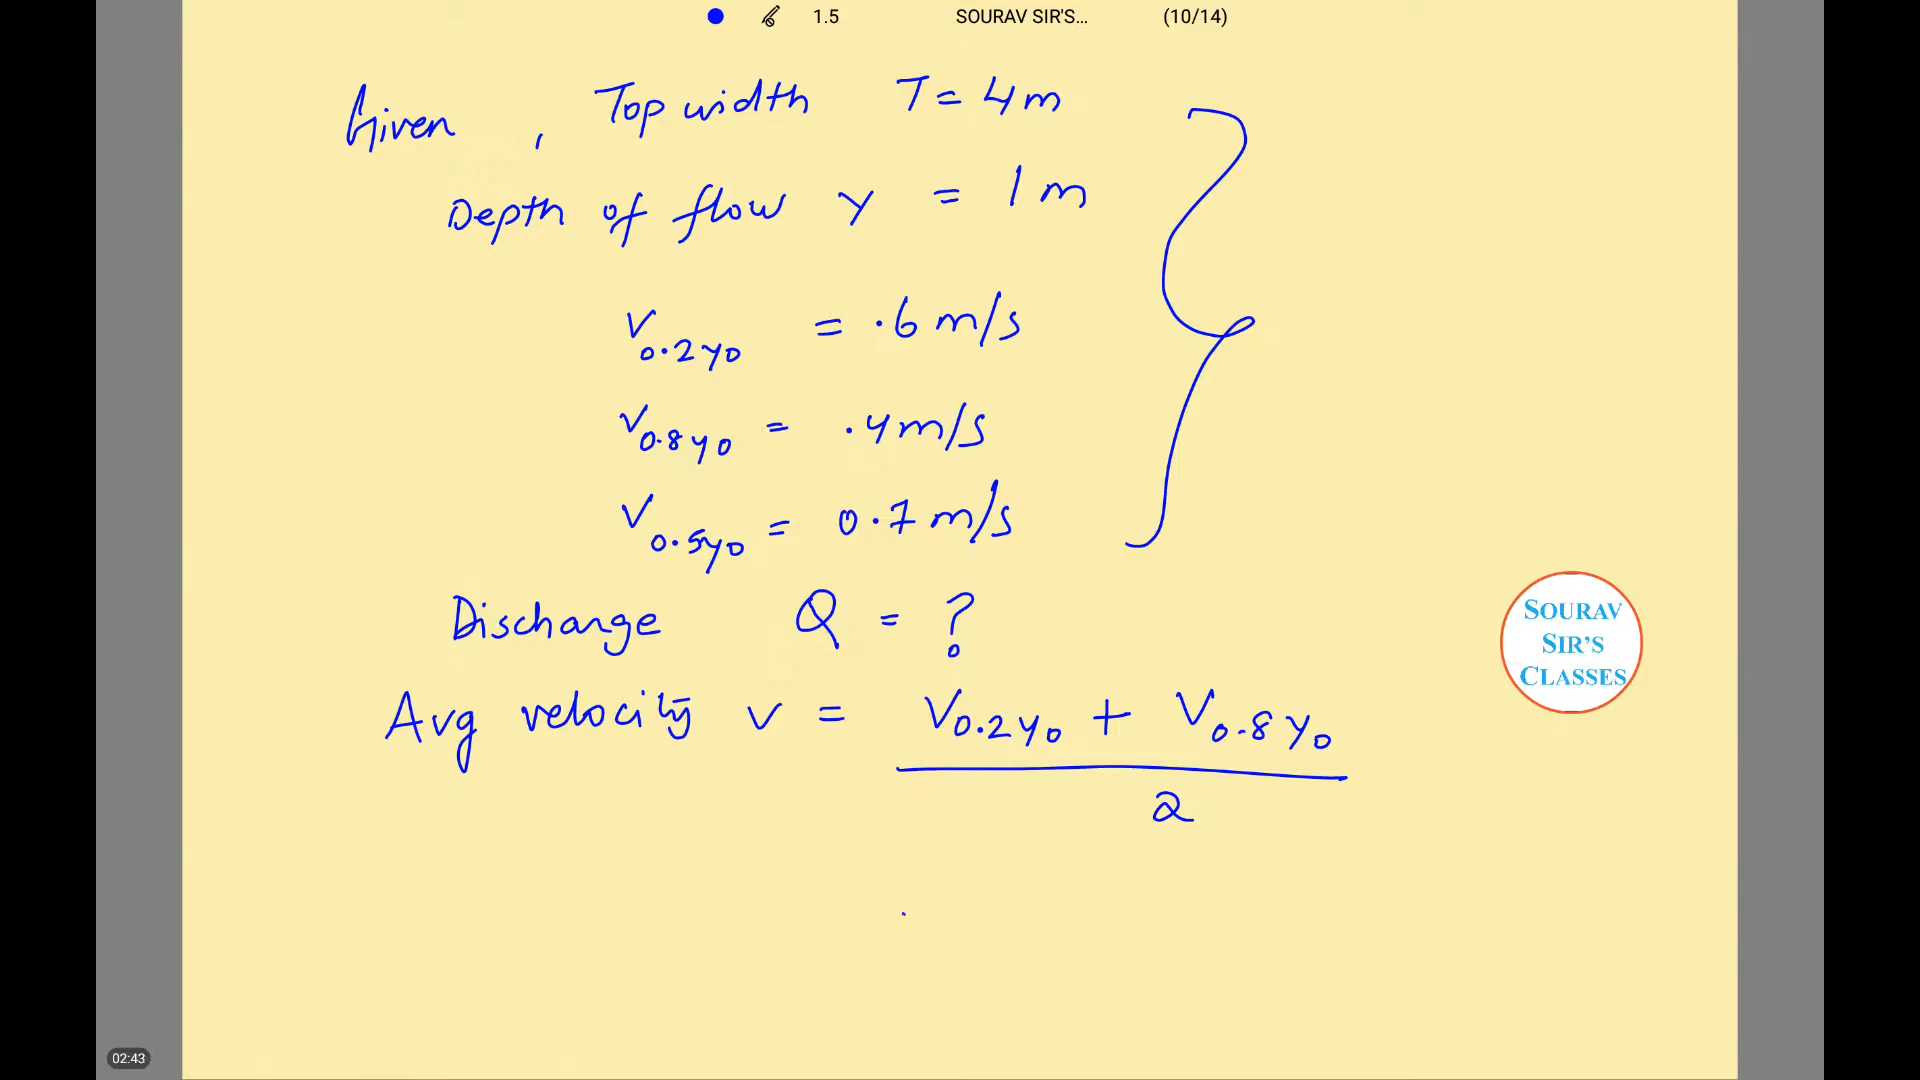 1.5 SOURAV SIR'S... (10/14)
Given , Top width T = 4m
Depth of flow y = 1m
V0.2y0 = .6 m/s
V0.8y0 = .4 m/s
V0.5y0 = 0.7 m/s
Discharge Q = ?
Avg velocity v = V0.2y0 + V0.8y0
2
SOURAV
SIR'S
CLASSES
02:43